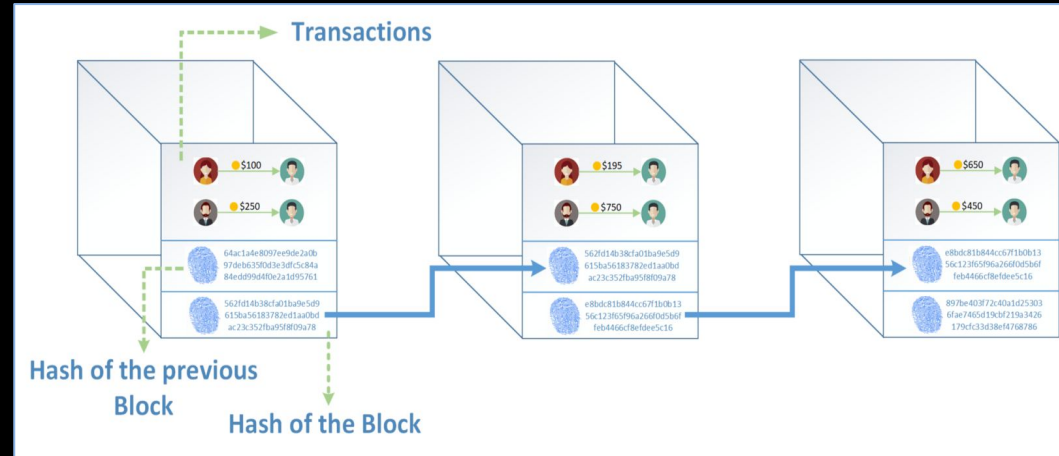 Transactions
$100
$250
64ac1a4e8097ee9de2a0b
97deb635f0d3e3dfc5c84a
84edd99d4f0e2a1d95761
562fd14b38cfa01ba9e5d9
615ba56183782ed1aa0bd
ac23c352fba95f8f09a78
Hash of the previous
Block
Hash of the Block
$195
$750
562fd14b38cfa01ba9e5d9
615ba56183782ed1aa0bd
ac23c352fba95f8f09a78
e8bdc81b844cc67f1b0b13
56c123f65f96a266f0d5b6f
feb4466cf8efdee5c16
$650
$450
e8bdc81b844cc67f1b0b13
56c123f65f96a266f0d5b6f
feb4466cf8efdee5c16
897be403f72c40a1d25303
6fae7465d19cbf219a3426
179cfc33d38ef4768786